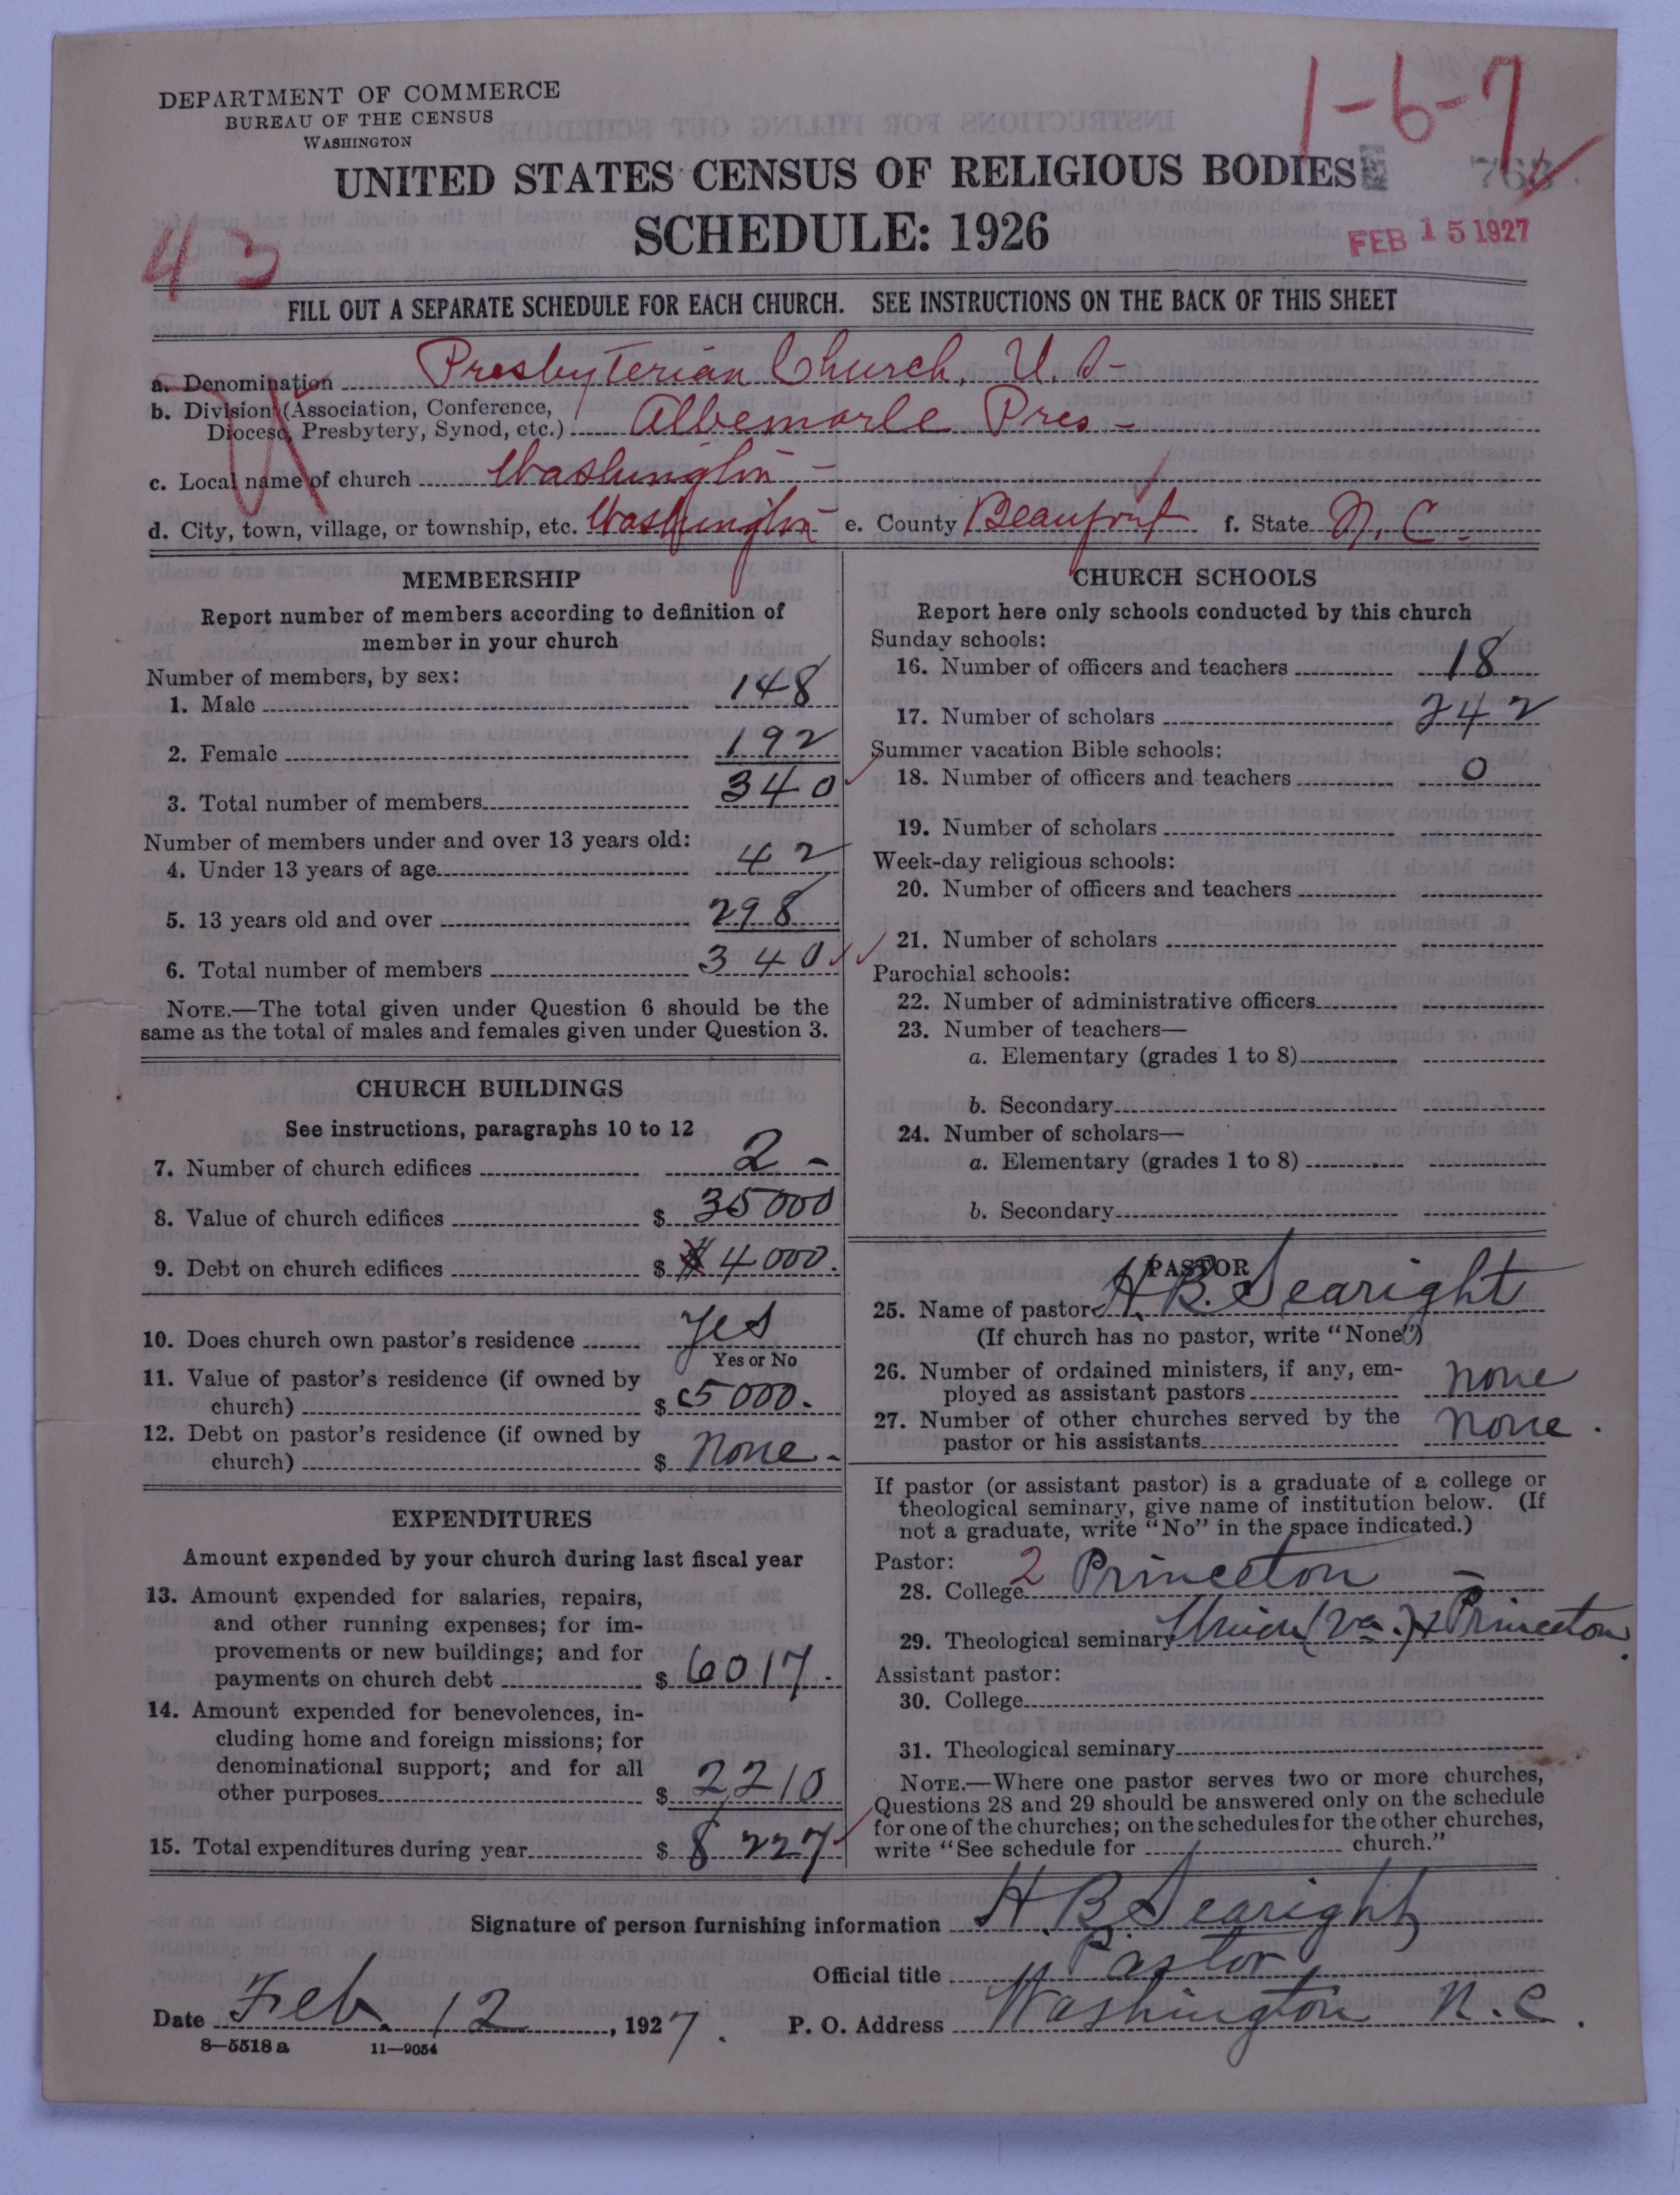 DEPARTMENT OF COMMERCE
BUREAU OF THE CENSUS
WASHINGTON
1-6-7
UNITED STATES CENSUS OF RELIGIOUS BODIES
SCHEDULE: 1926
43
FEB 15 1927
FILL OUT A SEPARATE SCHEDULE FOR EACH CHURCH. SEE INSTRUCTIONS ON THE BACK OF THIS SHEET
a. Denomination Presbyterian Church, U.S-
b. Division (Association, Conference,
Diocese, Presbytery, Synod, etc.) Albemarle Pres-
c. Local name of church Washington-
d. City, town, village, or township, etc. Washington e. County Beaufort f. State N. C.
MEMBERSHIP
Report number of members according to definition of
member in your church
Number of members, by sex:
1. Male 148
2. Female 192
3. Total number of members 340
Number of members under and over 13 years old:
4. Under 13 years of age 42
5. 13 years old and over 298
6. Total number of members 340
NOTE.—The total given under Question 6 should be the
same as the total of males and females given under Question 3.
CHURCH BUILDINGS
See instructions, paragraphs 10 to 12
7. Number of church edifices 2 -
8. Value of church edifices $ 35000
9. Debt on church edifices $ 4000.
10. Does church own pastor's residence Yes
Yes or No
11. Value of pastor's residence (if owned by
church) $ 5000.
12. Debt on pastor's residence (if owned by
church) $ None -
EXPENDITURES
Amount expended by your church during last fiscal year
13. Amount expended for salaries, repairs,
and other running expenses; for im-
provements or new buildings; and for
payments on church debt $ 6017.
14. Amount expended for benevolences, in-
cluding home and foreign missions; for
denominational support; and for all
other purposes $ 2210
15. Total expenditures during year $ 8227
CHURCH SCHOOLS
Report here only schools conducted by this church
Sunday schools:
16. Number of officers and teachers 18
17. Number of scholars 242
Summer vacation Bible schools:
18. Number of officers and teachers 0
19. Number of scholars
Week-day religious schools:
20. Number of officers and teachers
21. Number of scholars
Parochial schools:
22. Number of administrative officers
23. Number of teachers—
a. Elementary (grades 1 to 8)
b. Secondary
24. Number of scholars—
a. Elementary (grades 1 to 8)
b. Secondary
PASTOR
25. Name of pastor H. B. Searight
(If church has no pastor, write "None")
26. Number of ordained ministers, if any, em-
ployed as assistant pastors None
27. Number of other churches served by the
pastor or his assistants None.
If pastor (or assistant pastor) is a graduate of a college or
theological seminary, give name of institution below. (If
not a graduate, write "No" in the space indicated.)
Pastor:
28. College 2 Princeton
29. Theological seminary Union (Va.) & Princeton.
Assistant pastor:
30. College
31. Theological seminary
NOTE.—Where one pastor serves two or more churches,
Questions 28 and 29 should be answered only on the schedule
for one of the churches; on the schedules for the other churches,
write "See schedule for church."
Signature of person furnishing information H. B. Searight
Official title Pastor
Date Feb. 12, 1927. P. O. Address Washington N.C.
8-5518 a 11-9054